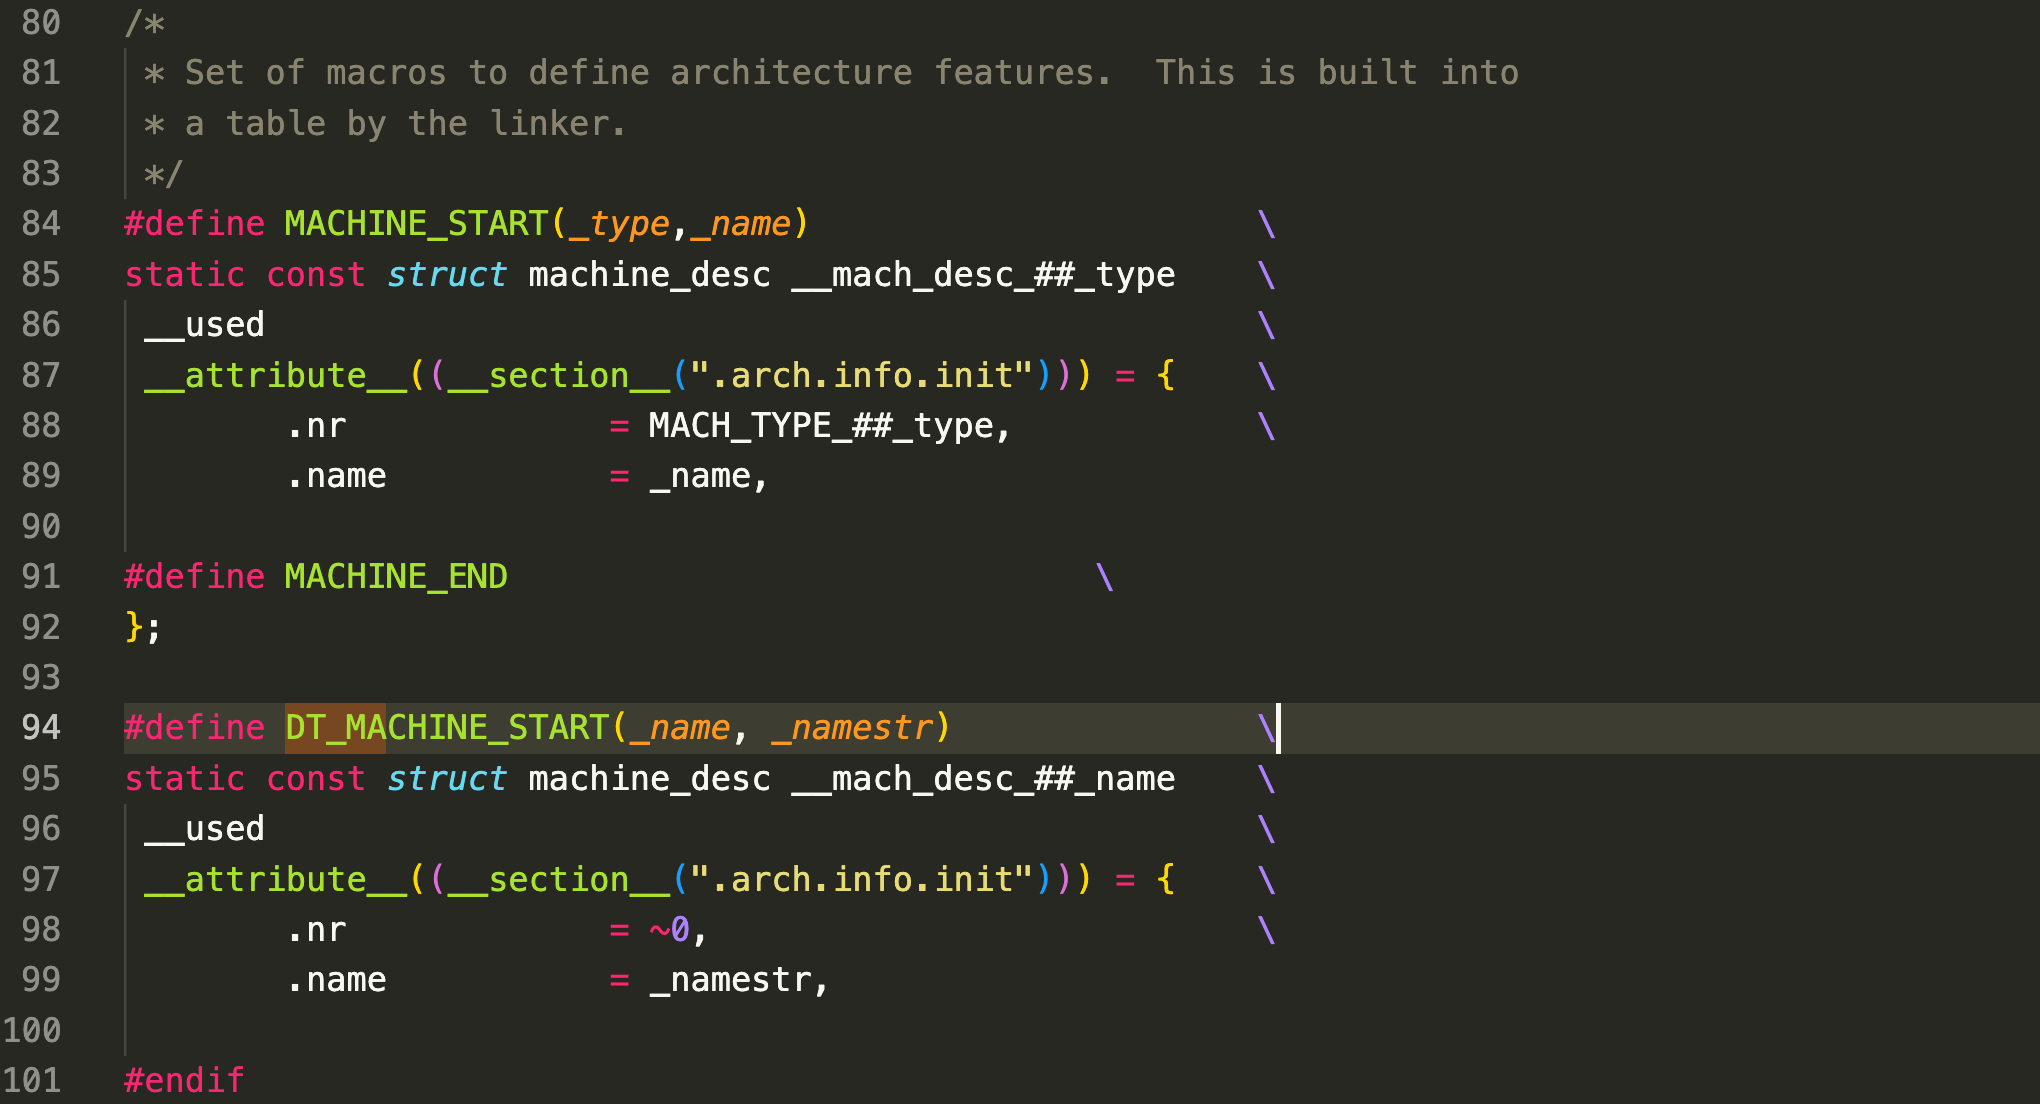 80 /*
81  * Set of macros to define architecture features.  This is built into
82  * a table by the linker.
83  */
84 #define MACHINE_START(_type,_name)                      \
85 static const struct machine_desc __mach_desc_##_type    \
86  __used                                                 \
87  __attribute__((__section__(".arch.info.init"))) = {    \
88         .nr             = MACH_TYPE_##_type,            \
89         .name           = _name,
90
91 #define MACHINE_END                             \
92 };
93
94 #define DT_MACHINE_START(_name, _namestr)               \
95 static const struct machine_desc __mach_desc_##_name    \
96  __used                                                 \
97  __attribute__((__section__(".arch.info.init"))) = {    \
98         .nr             = ~0,                           \
99         .name           = _namestr,
100
101 #endif